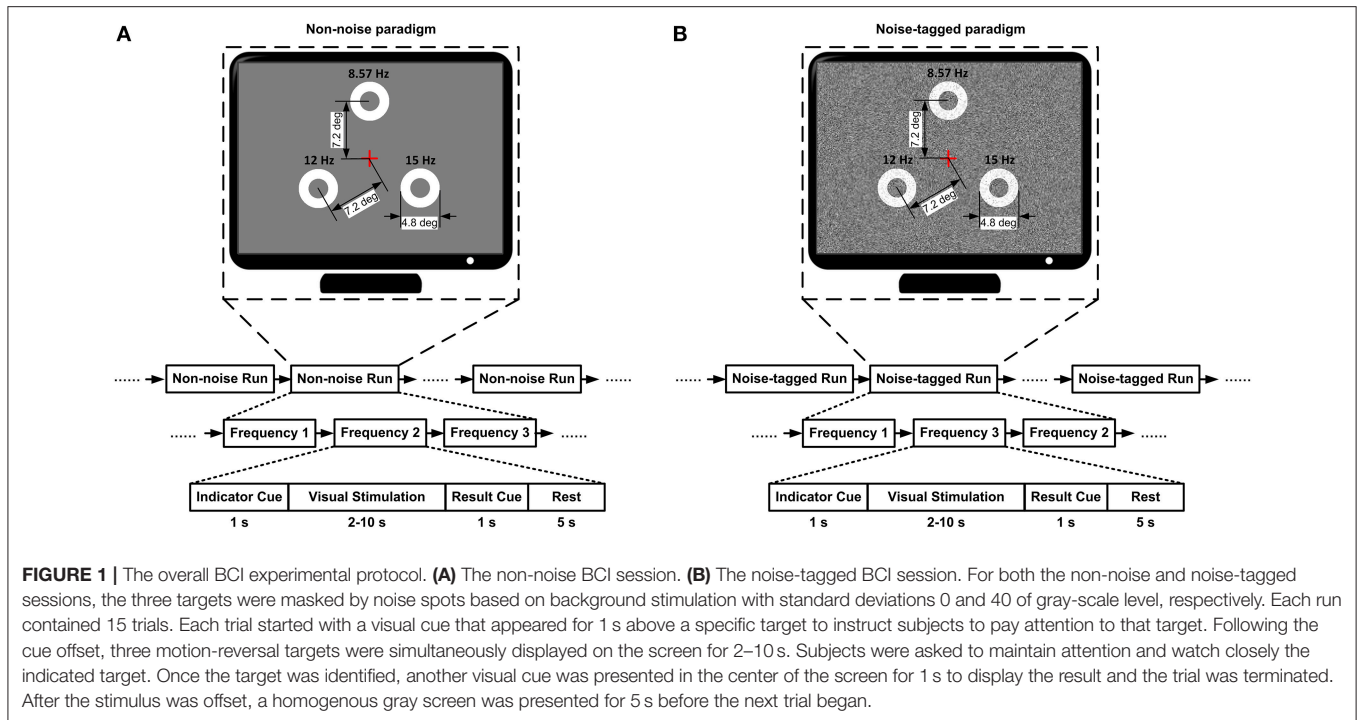 A
Non-noise paradigm
8.57 Hz
7.2 deg
12 Hz
15 Hz
7.2 deg
4.8 deg
...... Non-noise Run Non-noise Run ...... Non-noise Run ......
...... Frequency 1 Frequency 2 Frequency 3 ......
Indicator Cue Visual Stimulation Result Cue Rest
1 s 2-10 s 1 s 5 s
B
Noise-tagged paradigm
8.57 Hz
7.2 deg
12 Hz
15 Hz
7.2 deg
4.8 deg
...... Noise-tagged Run Noise-tagged Run ...... Noise-tagged Run ......
...... Frequency 1 Frequency 3 Frequency 2 ......
Indicator Cue Visual Stimulation Result Cue Rest
1 s 2-10 s 1 s 5 s
FIGURE 1 | The overall BCI experimental protocol. (A) The non-noise BCI session. (B) The noise-tagged BCI session. For both the non-noise and noise-tagged
sessions, the three targets were masked by noise spots based on background stimulation with standard deviations 0 and 40 of gray-scale level, respectively. Each run
contained 15 trials. Each trial started with a visual cue that appeared for 1 s above a specific target to instruct subjects to pay attention to that target. Following the
cue offset, three motion-reversal targets were simultaneously displayed on the screen for 2–10 s. Subjects were asked to maintain attention and watch closely the
indicated target. Once the target was identified, another visual cue was presented in the center of the screen for 1 s to display the result and the trial was terminated.
After the stimulus was offset, a homogenous gray screen was presented for 5 s before the next trial began.